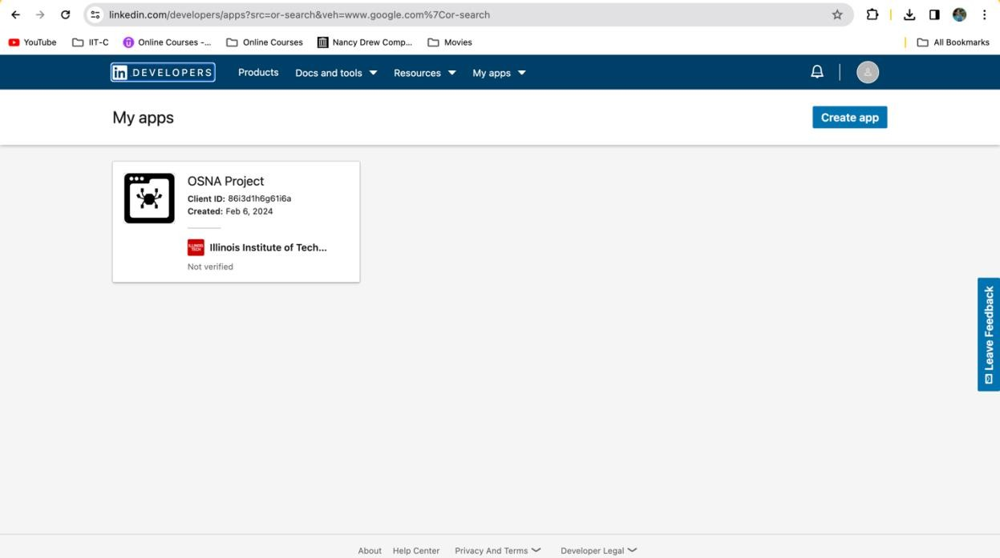 linkedin.com/developers/apps?src=or-search&veh=www.google.com%7Cor-search
YouTube IIT-C Online Courses -... Online Courses Nancy Drew Comp... Movies All Bookmarks
in DEVELOPERS Products Docs and tools Resources My apps
My apps Create app
OSNA Project
Client ID: 86i3d1h6g61i6a
Created: Feb 6, 2024
ILLINOIS TECH Illinois Institute of Tech...
Not verified
Leave Feedback
About Help Center Privacy And Terms Developer Legal